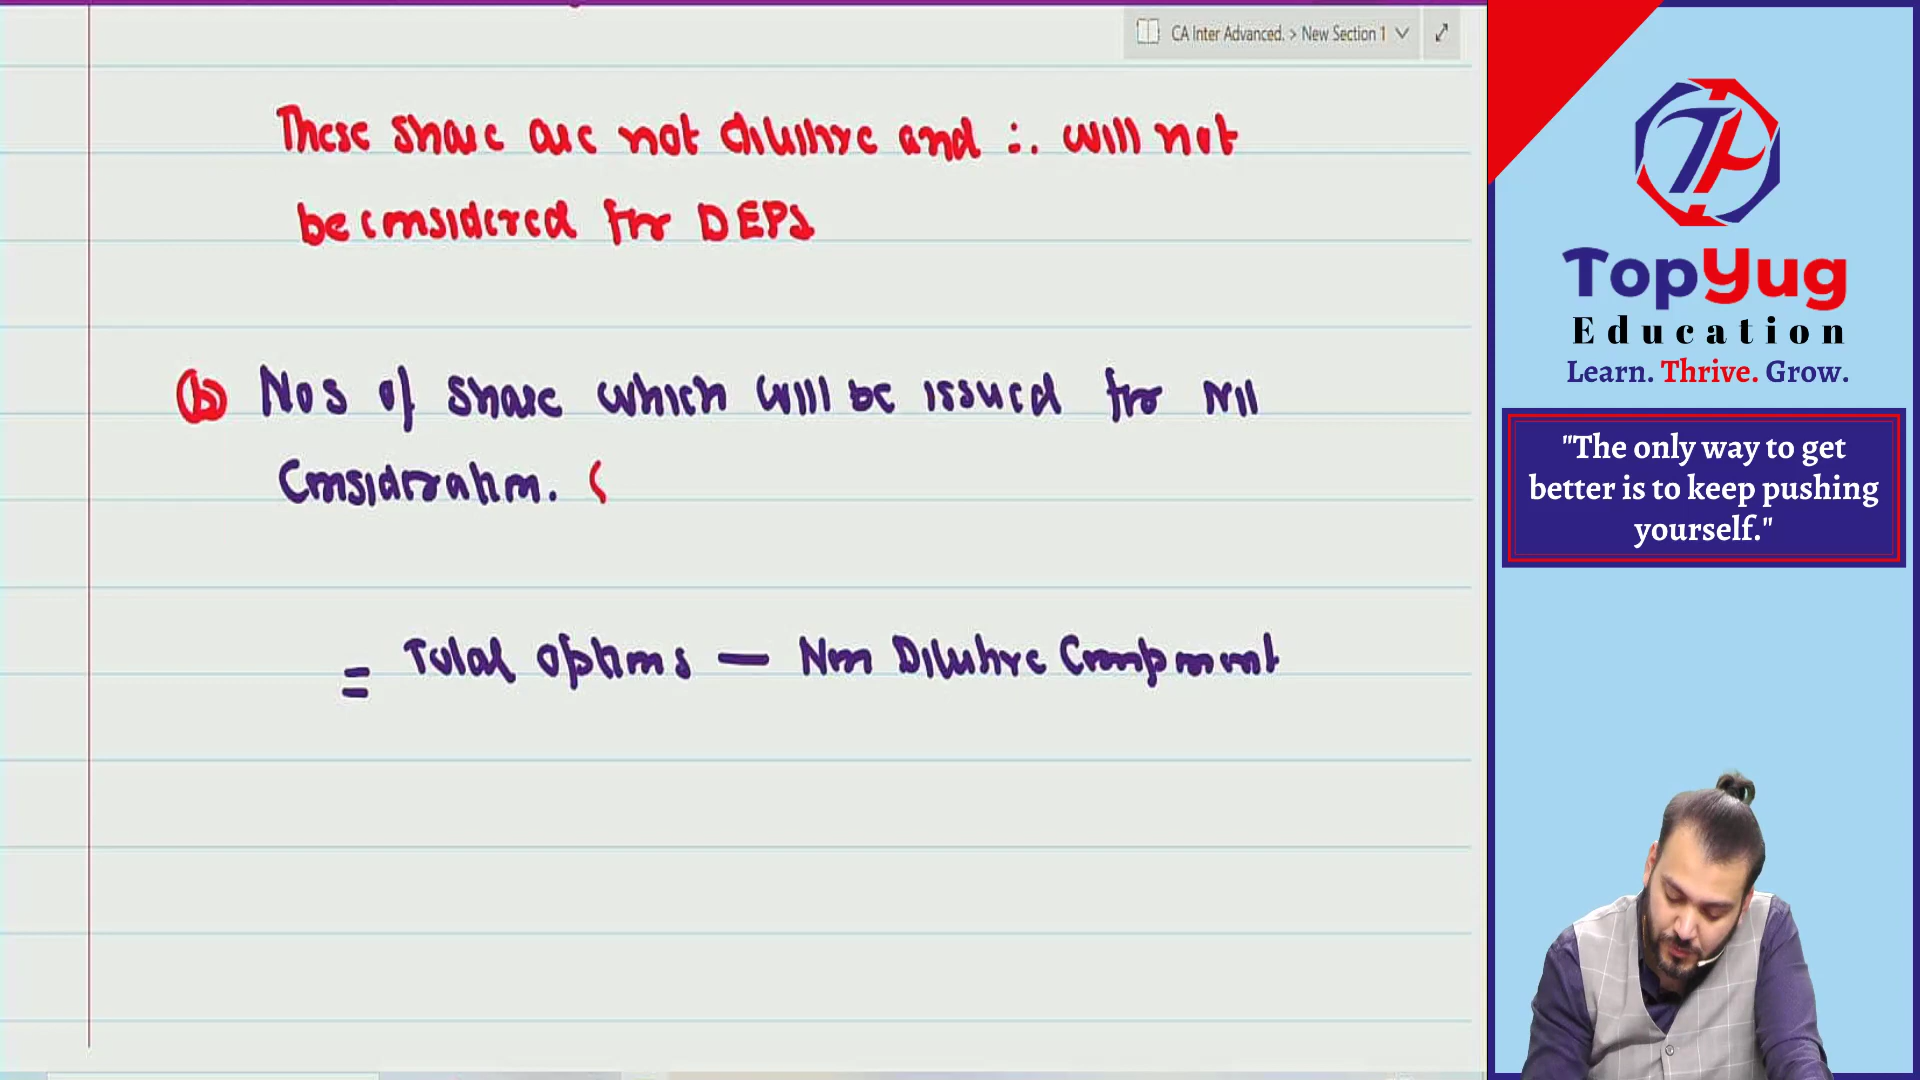 CA Inter Advanced. > New Section 1
These share are not dilutive and ∴ will not
be considered for DEPS
(b) Nos of share which will be issued for Nil
Consideration. (
= Total options — Non Dilutive Component
TopYug
Education
Learn. Thrive. Grow.
"The only way to get
better is to keep pushing
yourself."